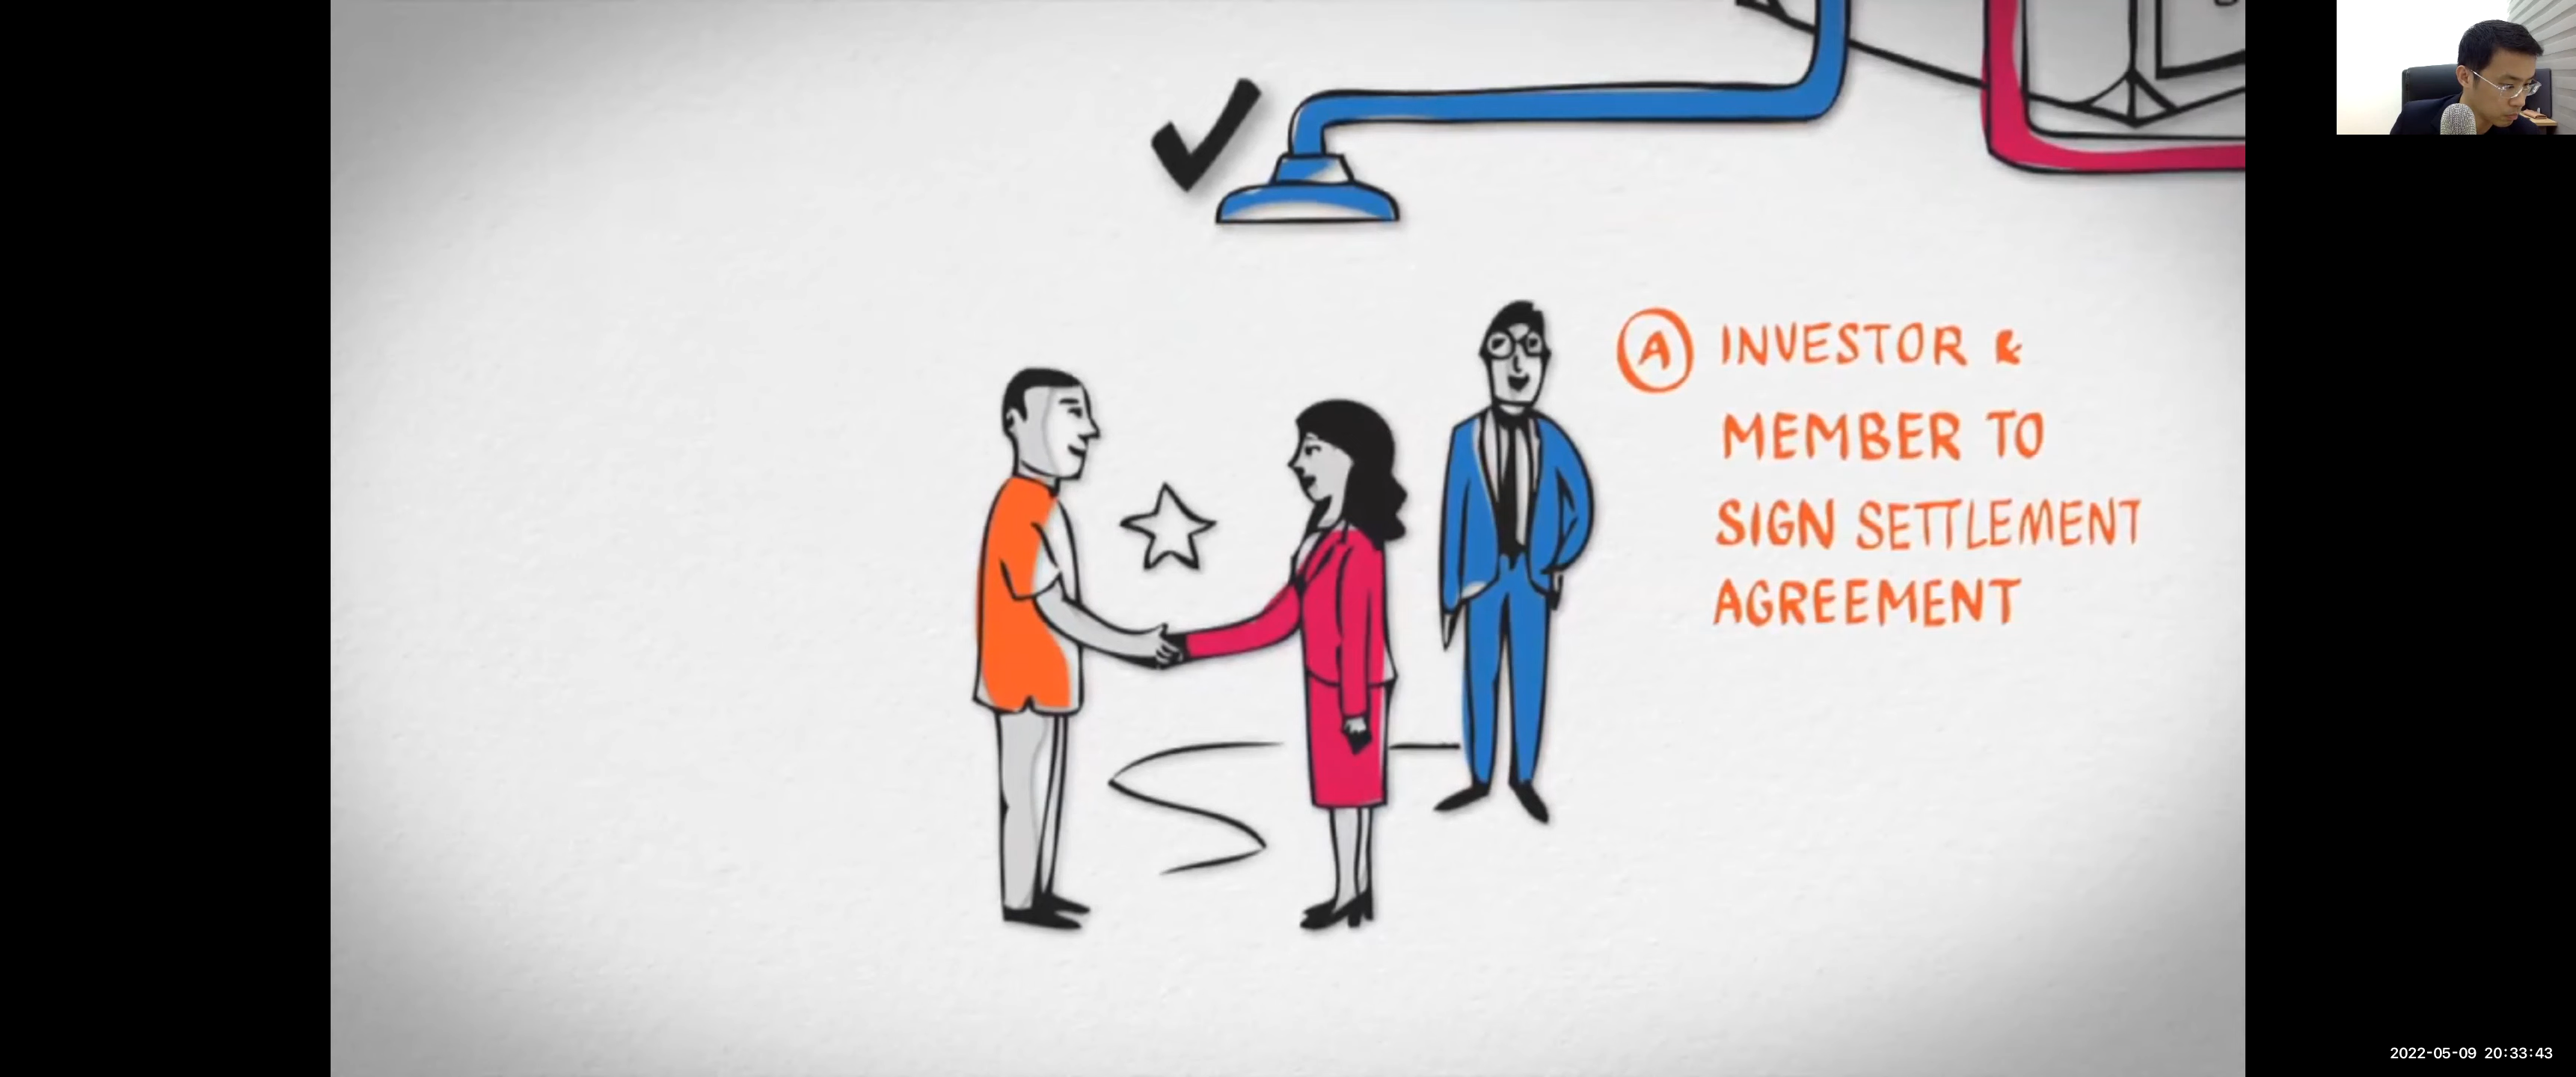 A INVESTOR &
MEMBER TO
SIGN SETTLEMENT
AGREEMENT
2022-05-09 20:33:43